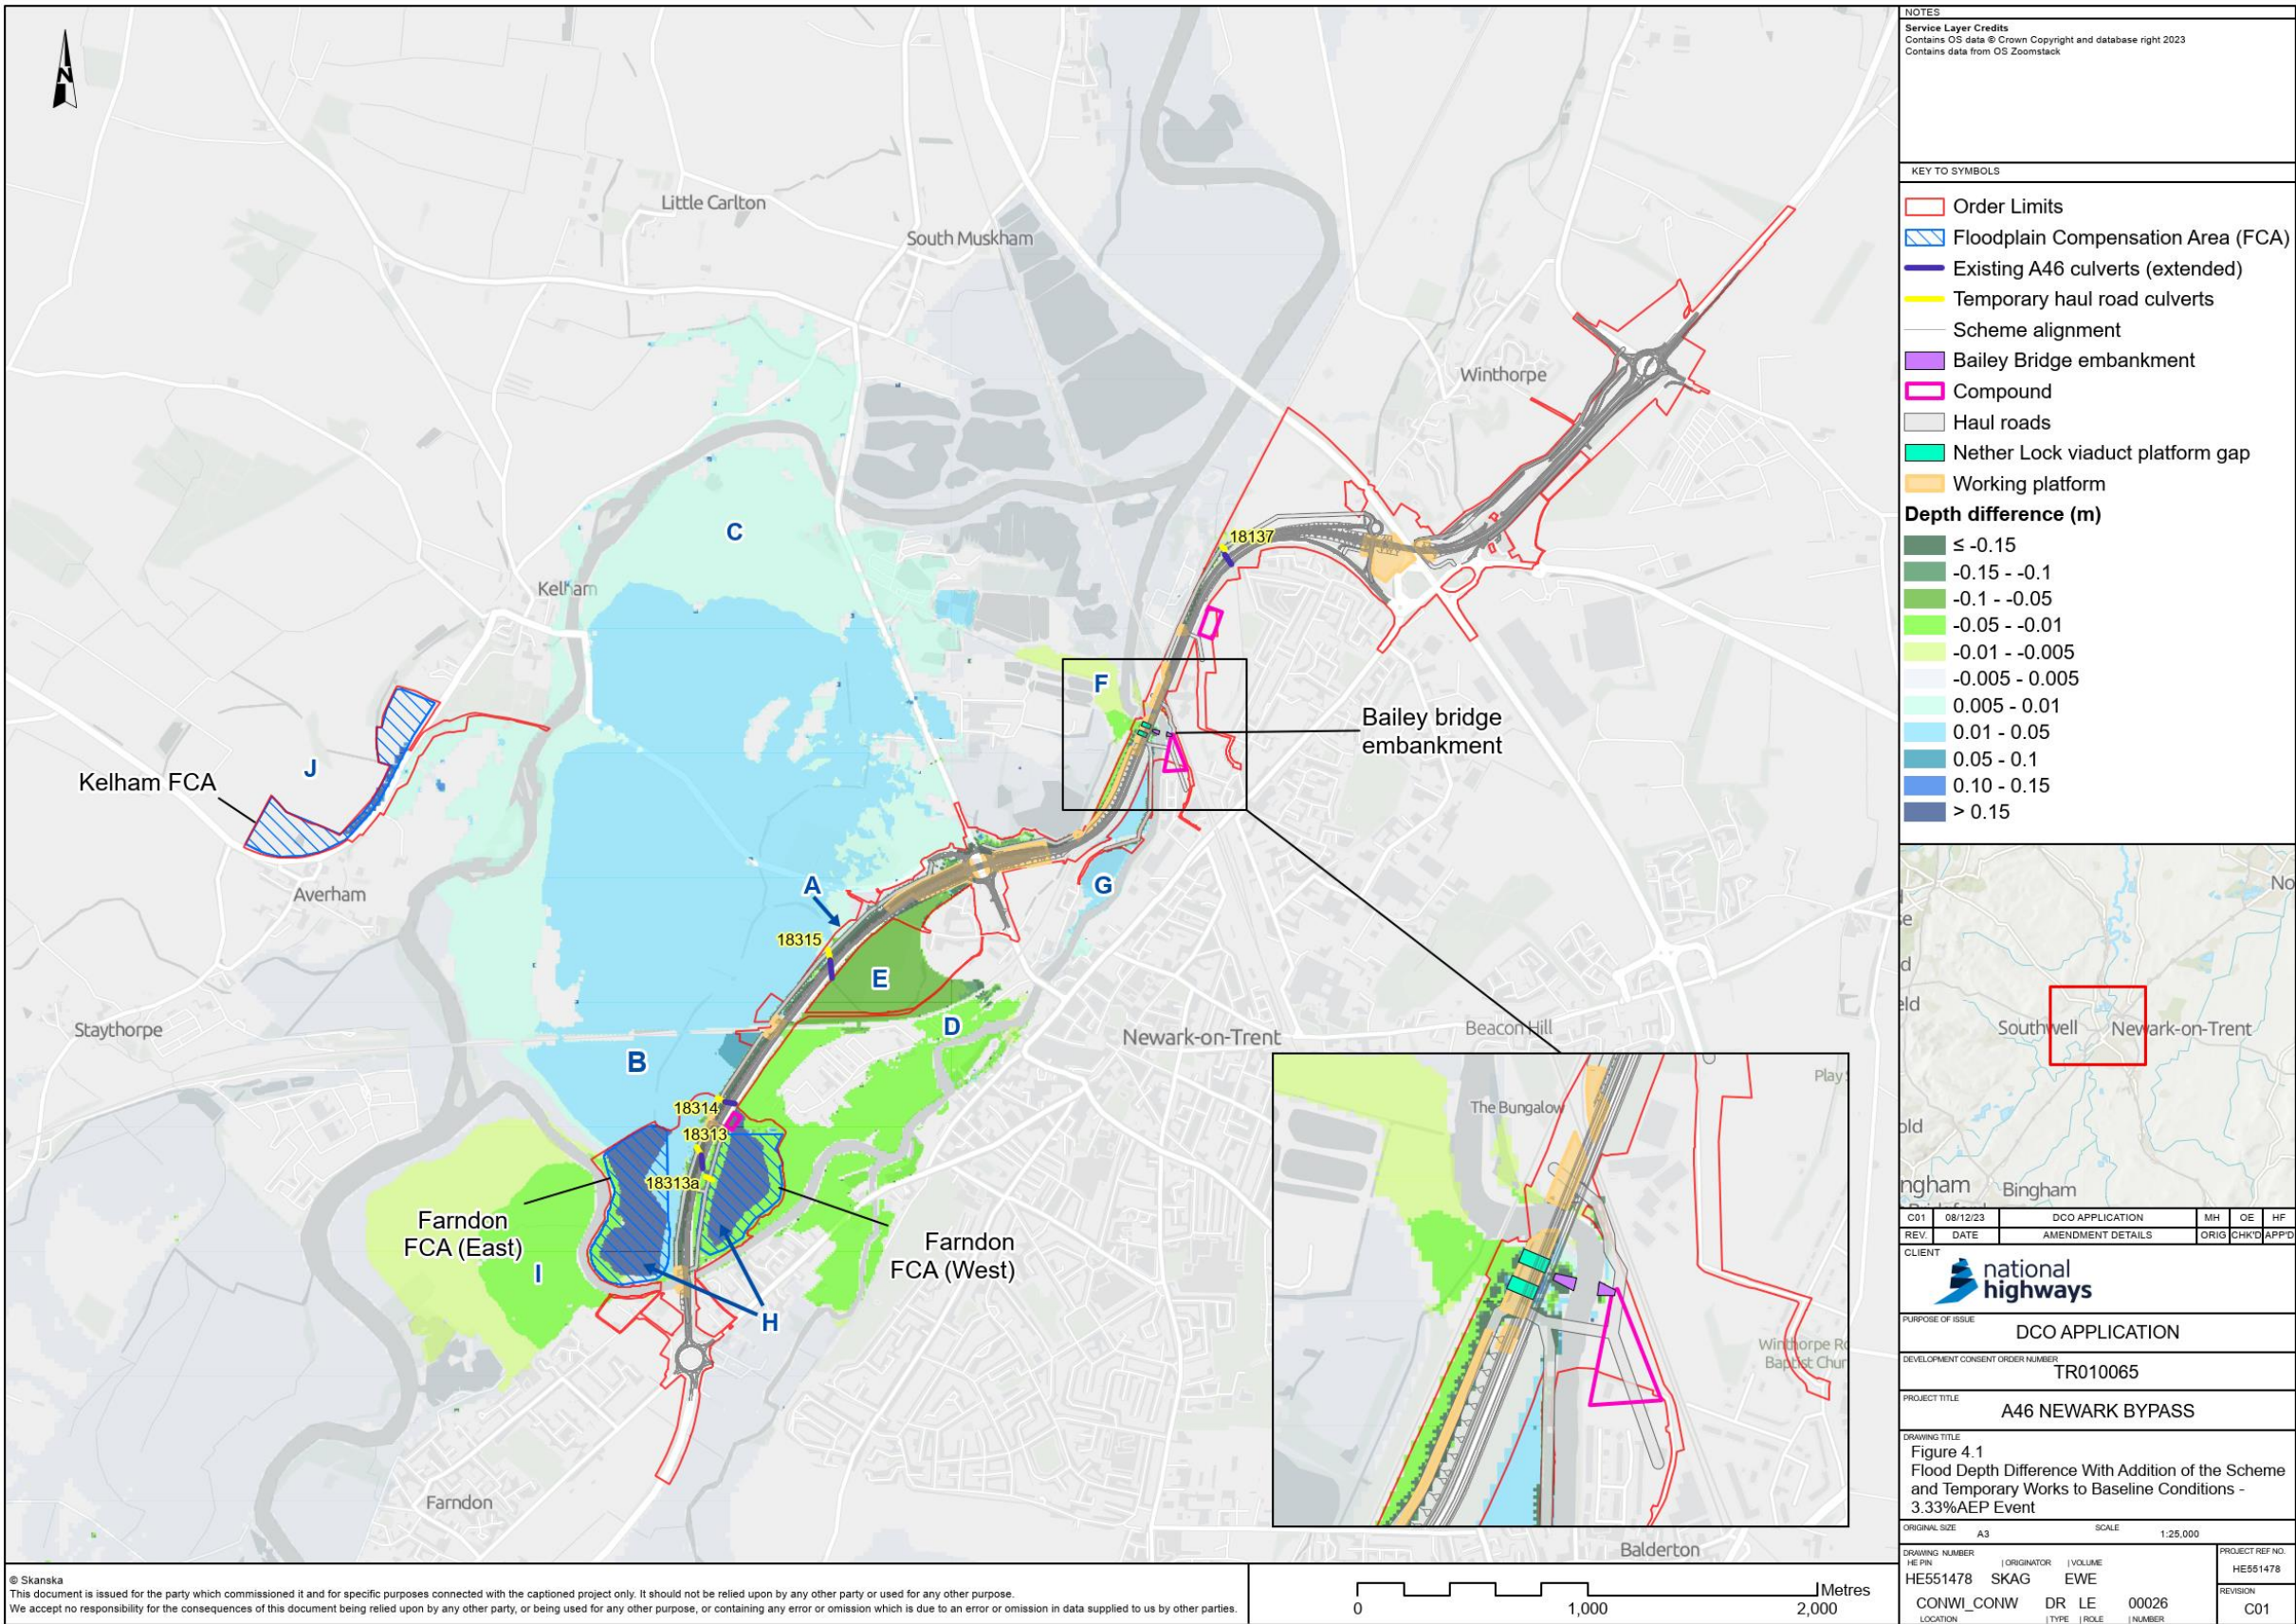 N
Little Carlton
South Muskham
Winthorpe
18137
C
Kelham
F
Bailey bridge
embankment
J
Kelham FCA
A
G
Averham
18315
E
D
Staythorpe
Newark-on-Trent
Beacon Hill
B
18314
18313
18313a
Farndon
FCA (East)
Farndon
FCA (West)
I
H
Farndon
The Bungalow
Winthorpe
Balderton
NOTES
Service Layer Credits
Contains OS data © Crown Copyright and database right 2023
Contains data from OS Zoomstack
KEY TO SYMBOLS
Order Limits
Floodplain Compensation Area (FCA)
Existing A46 culverts (extended)
Temporary haul road culverts
Scheme alignment
Bailey Bridge embankment
Compound
Haul roads
Nether Lock viaduct platform gap
Working platform
Depth difference (m)
≤ -0.15
-0.15 - -0.1
-0.1 - -0.05
-0.05 - -0.01
-0.01 - -0.005
-0.005 - 0.005
0.005 - 0.01
0.01 - 0.05
0.05 - 0.1
0.10 - 0.15
> 0.15
Southwell
Newark-on-Trent
ngham
Bingham
C01 08/12/23 DCO APPLICATION MH OE HF
REV. DATE AMENDMENT DETAILS ORIG CHK'D APP'D
CLIENT
national
highways
PURPOSE OF ISSUE
DCO APPLICATION
DEVELOPMENT CONSENT ORDER NUMBER
TR010065
PROJECT TITLE
A46 NEWARK BYPASS
DRAWING TITLE
Figure 4.1
Flood Depth Difference With Addition of the Scheme
and Temporary Works to Baseline Conditions -
3.33%AEP Event
ORIGINAL SIZE A3 SCALE 1:25,000
DRAWING NUMBER PROJECT REF NO.
HE PIN | ORIGINATOR | VOLUME
HE551478 SKAG EWE HE551478
REVISION
CONWI_CONW DR LE 00026 C01
LOCATION | TYPE | ROLE | NUMBER
© Skanska
This document is issued for the party which commissioned it and for specific purposes connected with the captioned project only. It should not be relied upon by any other party or used for any other purpose.
We accept no responsibility for the consequences of this document being relied upon by any other party, or being used for any other purpose, or containing any error or omission which is due to an error or omission in data supplied to us by other parties.
Metres
0 1,000 2,000